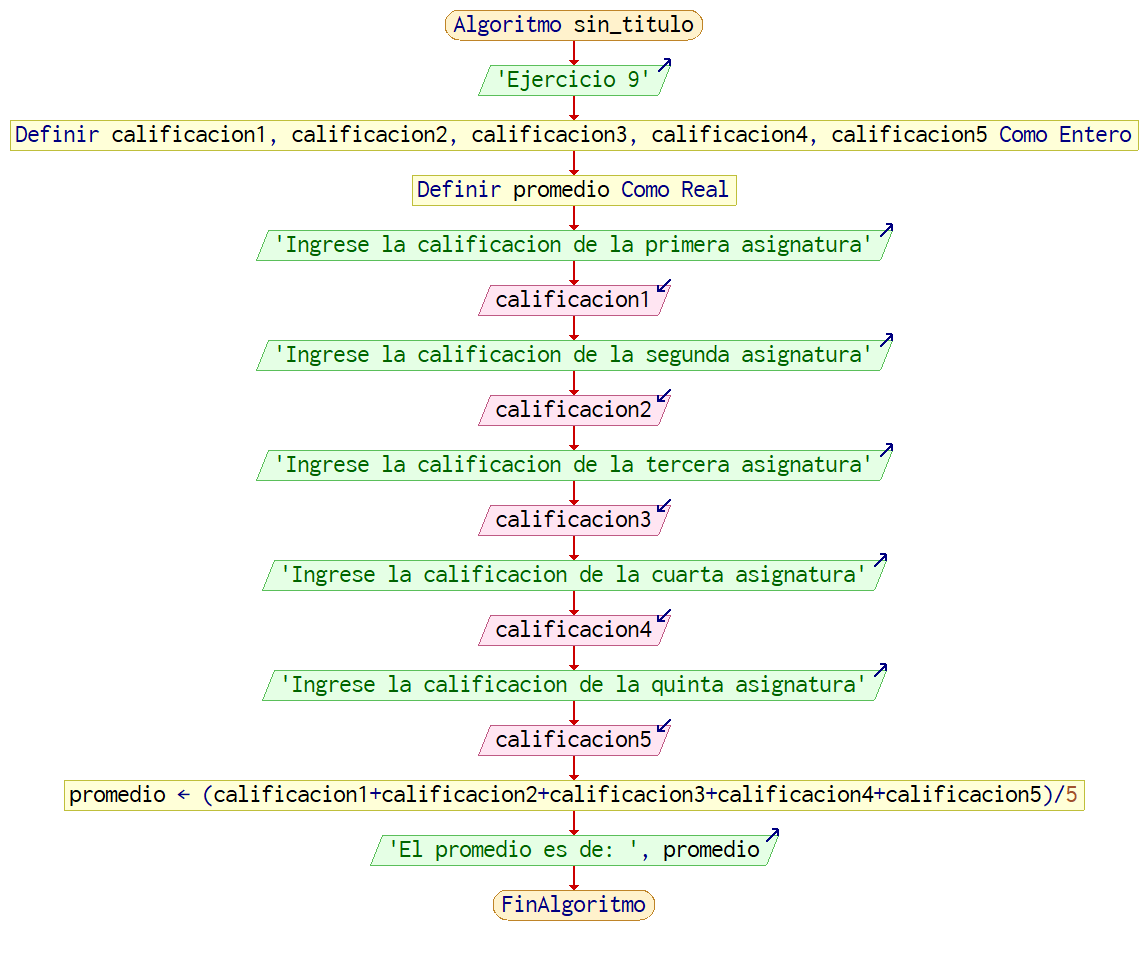 Algoritmo sin_titulo
'Ejercicio 9'
Definir calificacion1, calificacion2, calificacion3, calificacion4, calificacion5 Como Entero
Definir promedio Como Real
'Ingrese la calificacion de la primera asignatura'
calificacion1
'Ingrese la calificacion de la segunda asignatura'
calificacion2
'Ingrese la calificacion de la tercera asignatura'
calificacion3
'Ingrese la calificacion de la cuarta asignatura'
calificacion4
'Ingrese la calificacion de la quinta asignatura'
calificacion5
promedio ← (calificacion1+calificacion2+calificacion3+calificacion4+calificacion5)/5
'El promedio es de: ', promedio
FinAlgoritmo